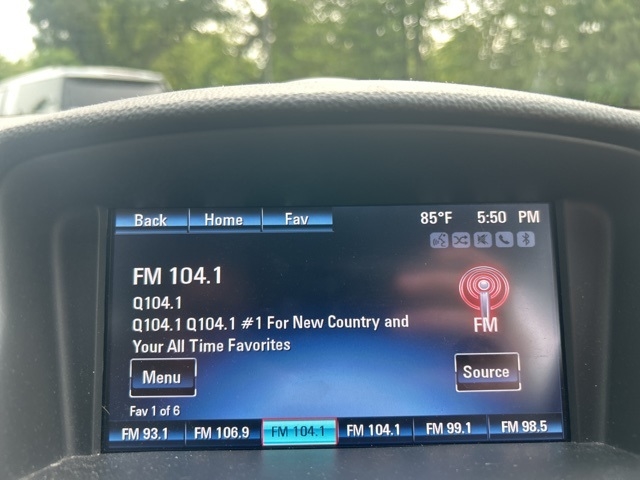 Back Home Fav 85°F 5:50 PM
FM 104.1
Q104.1
Q104.1 Q104.1 #1 For New Country and
Your All Time Favorites
FM
Menu Source
Fav 1 of 6
FM 93.1 FM 106.9 FM 104.1 FM 104.1 FM 99.1 FM 98.5